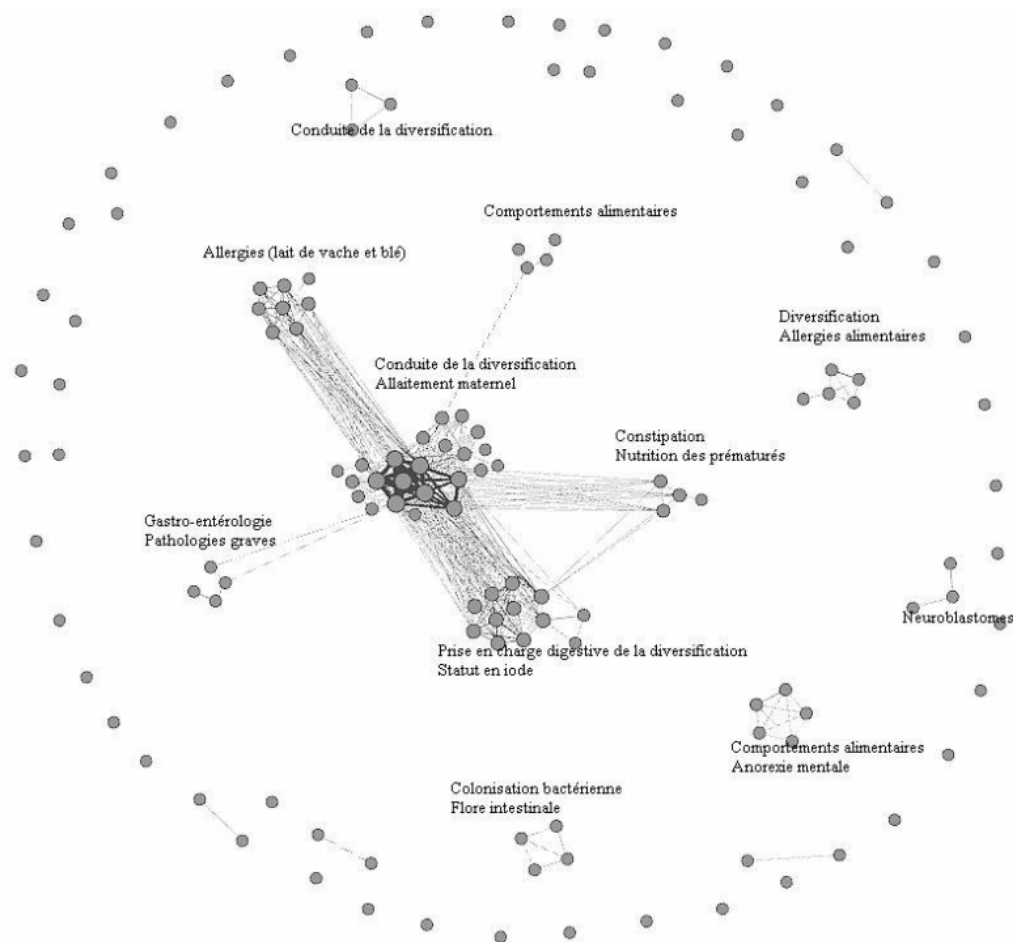 Conduite de la diversification
Comportements alimentaires
Allergies (lait de vache et blé)
Diversification
Allergies alimentaires
Conduite de la diversification
Allaitement maternel
Constipation
Nutrition des prématurés
Gastro-entérologie
Pathologies graves
Neuroblastomes
Prise en charge digestive de la diversification
Statut en iode
Comportements alimentaires
Anorexie mentale
Colonisation bactérienne
Flore intestinale